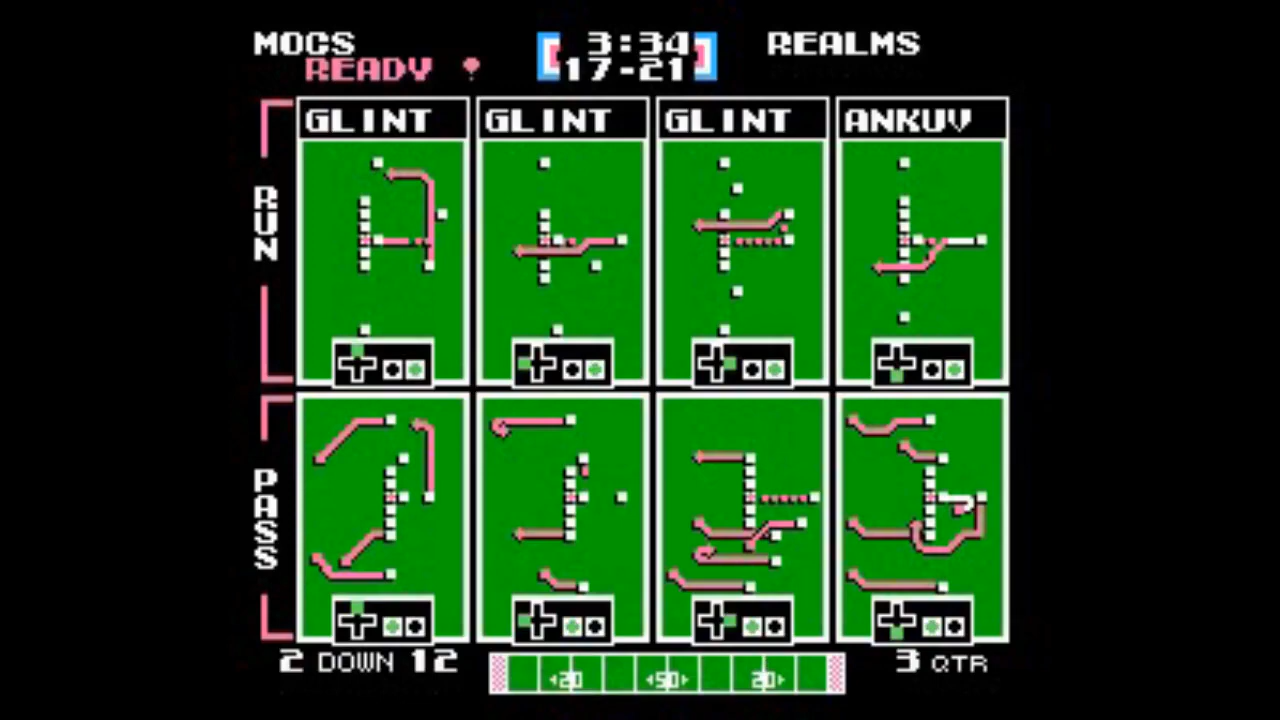 MOGS 3:34 REALMS
READY 17-21
GLINT GLINT GLINT ANKUV
RUN
PASS
2 DOWN 12 3 QTR
20 50 20